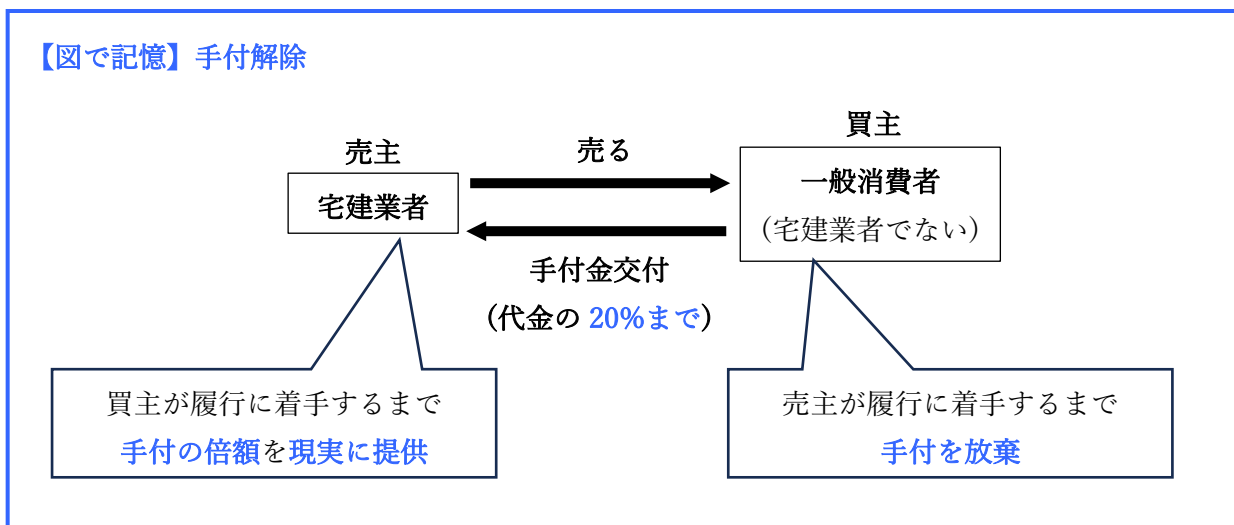 【図で記憶】手付解除
売主
売る
買主
宅建業者
一般消費者
（宅建業者でない）
手付金交付
（代金の 20%まで）
買主が履行に着手するまで
手付の倍額を現実に提供
売主が履行に着手するまで
手付を放棄